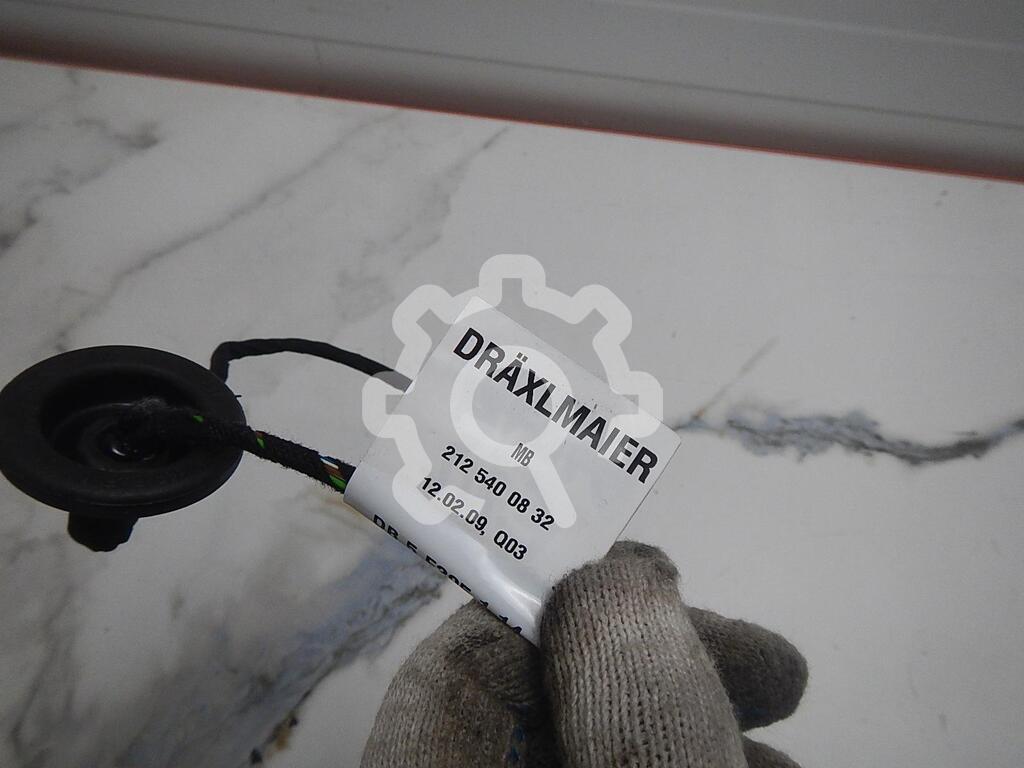 DRÄXLMAIER
MB
212 540 08 32
12.02.09, Q03